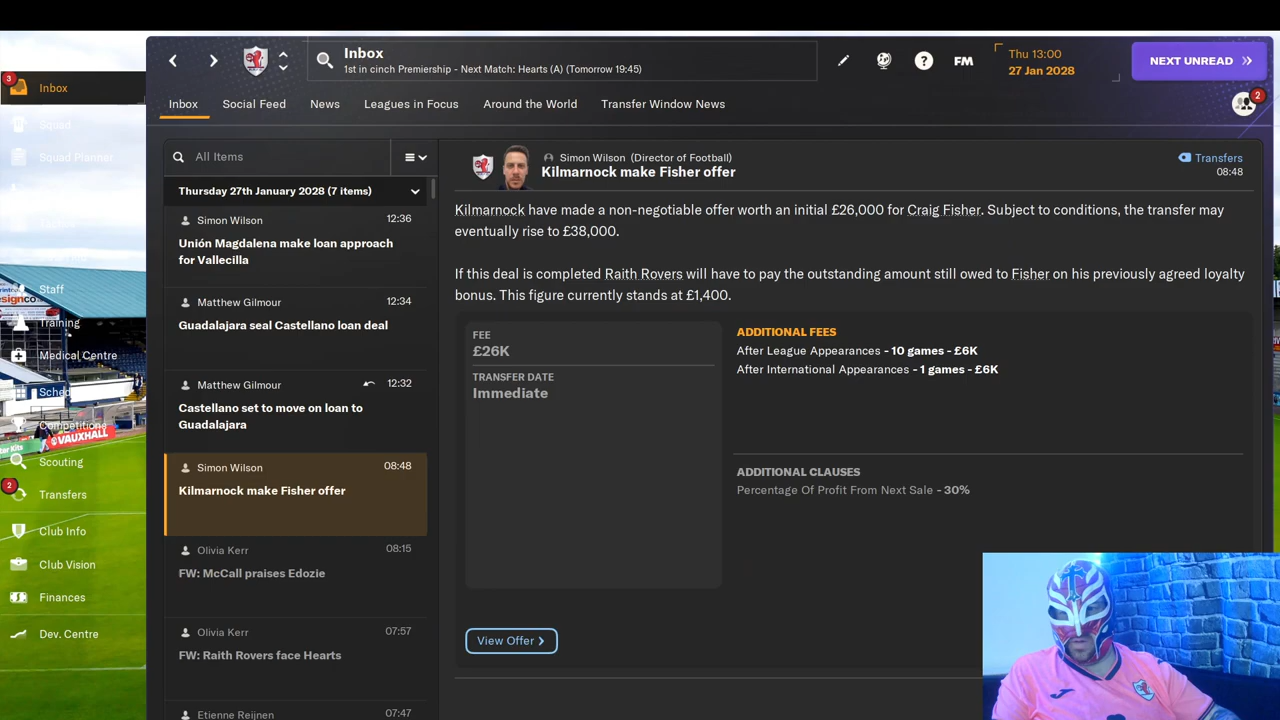 Inbox
1st in cinch Premiership - Next Match: Hearts (A) (Tomorrow 19:45)
FM
Thu 13:00
27 Jan 2028
NEXT UNREAD
3
Inbox
Squad
Squad Planner
Staff
Training
Medical Centre
Sched
Competitions
VAUXHALL
Scouting
2
Transfers
Club Info
Club Vision
Finances
Dev. Centre
Inbox
Social Feed
News
Leagues in Focus
Around the World
Transfer Window News
2
All Items
Thursday 27th January 2028 (7 items)
Simon Wilson 12:36
Unión Magdalena make loan approach
for Vallecilla
Matthew Gilmour 12:34
Guadalajara seal Castellano loan deal
Matthew Gilmour 12:32
Castellano set to move on loan to
Guadalajara
Simon Wilson 08:48
Kilmarnock make Fisher offer
Olivia Kerr 08:15
FW: McCall praises Edozie
Olivia Kerr 07:57
FW: Raith Rovers face Hearts
Etienne Reijnen 07:47
Simon Wilson (Director of Football)
Kilmarnock make Fisher offer
Transfers
08:48
Kilmarnock have made a non-negotiable offer worth an initial £26,000 for Craig Fisher. Subject to conditions, the transfer may
eventually rise to £38,000.
If this deal is completed Raith Rovers will have to pay the outstanding amount still owed to Fisher on his previously agreed loyalty
bonus. This figure currently stands at £1,400.
FEE
£26K
TRANSFER DATE
Immediate
ADDITIONAL FEES
After League Appearances - 10 games - £6K
After International Appearances - 1 games - £6K
ADDITIONAL CLAUSES
Percentage Of Profit From Next Sale - 30%
View Offer